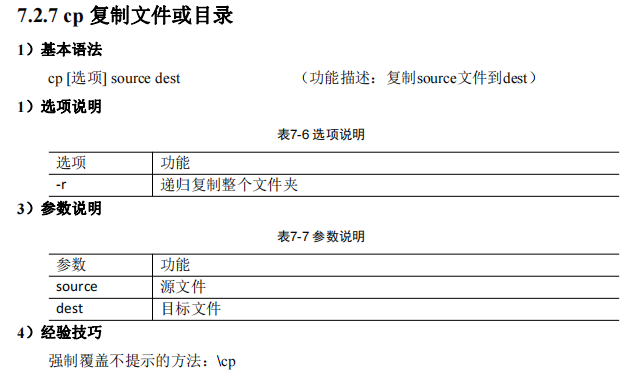 7.2.7 cp 复制文件或目录
1）基本语法
cp [选项] source dest （功能描述：复制source文件到dest）
1）选项说明
表7-6 选项说明
选项 功能
-r 递归复制整个文件夹
3）参数说明
表7-7 参数说明
参数 功能
source 源文件
dest 目标文件
4）经验技巧
强制覆盖不提示的方法：\cp